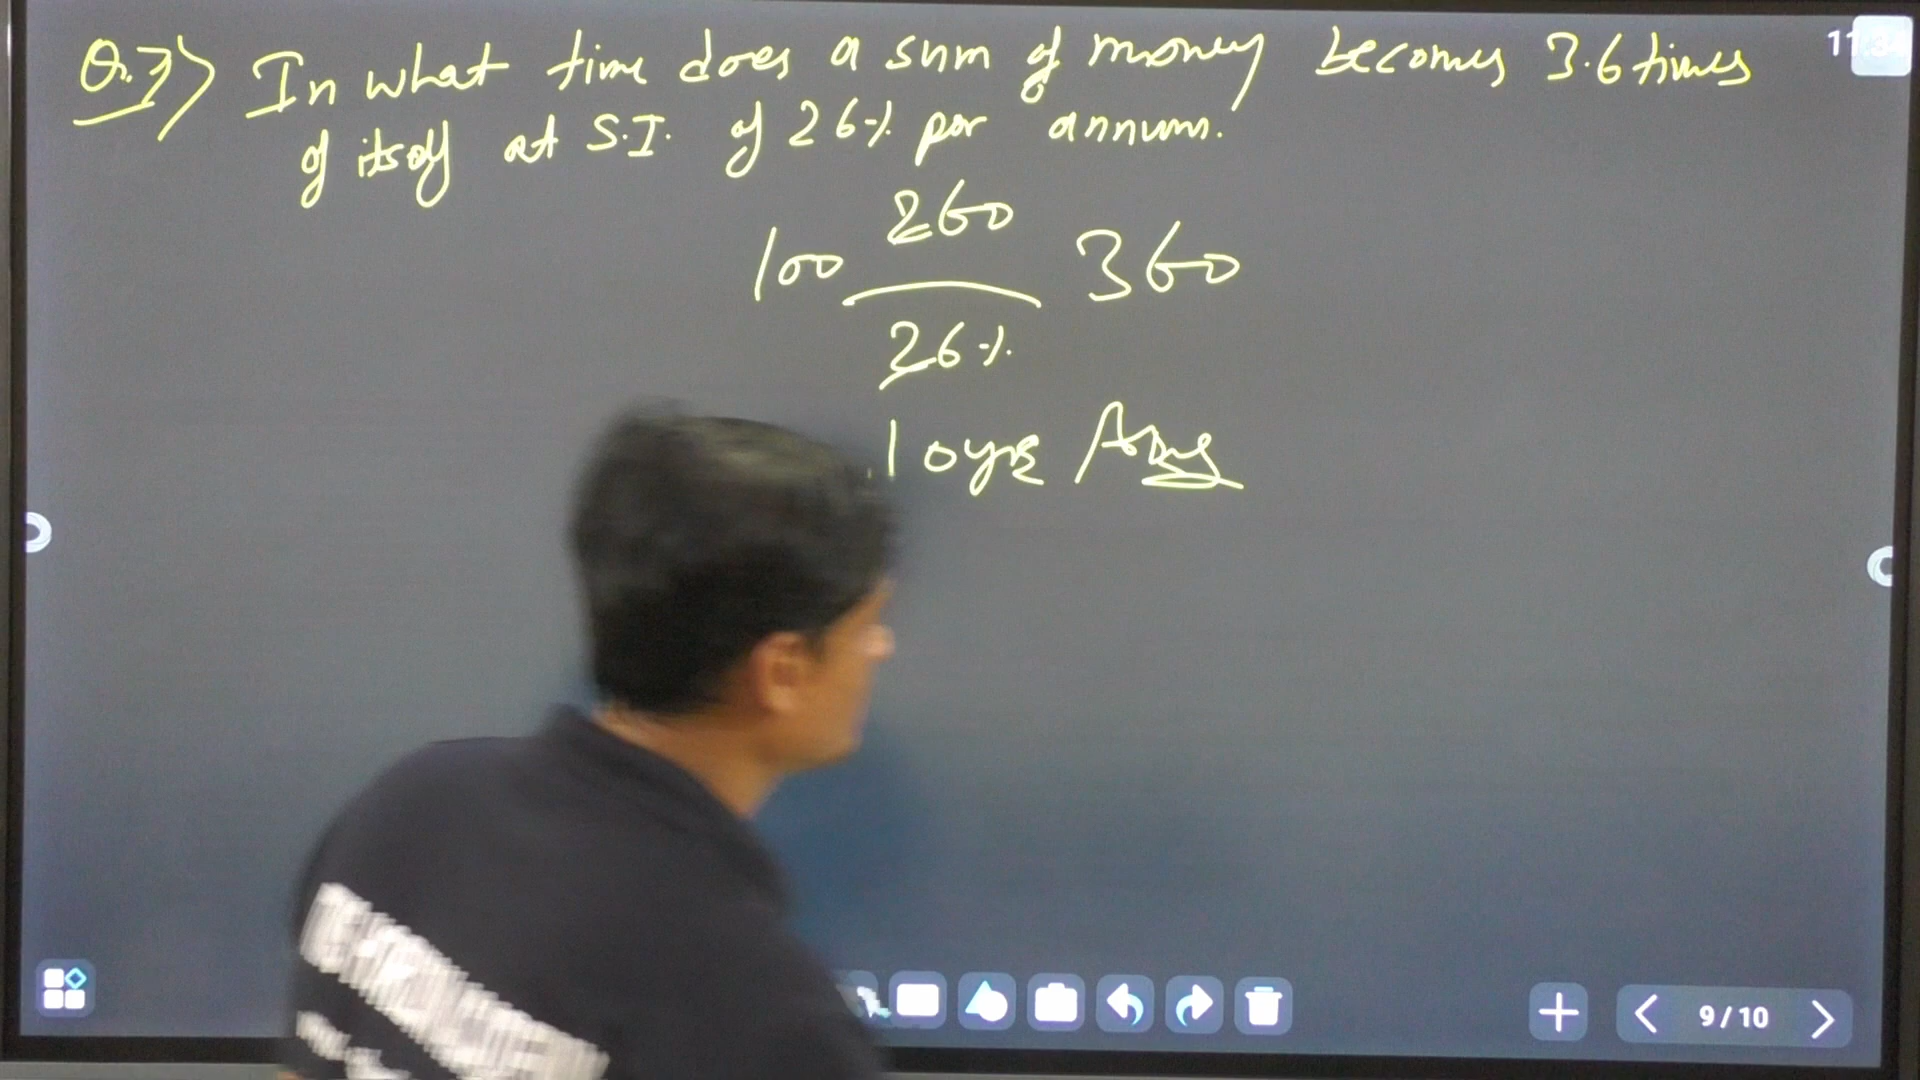 Q.7) In what time does a sum of money becomes 3.6 times
of itself at S.I. of 26% per annum.
260
100 360
26%
10yrs Ans
9/10